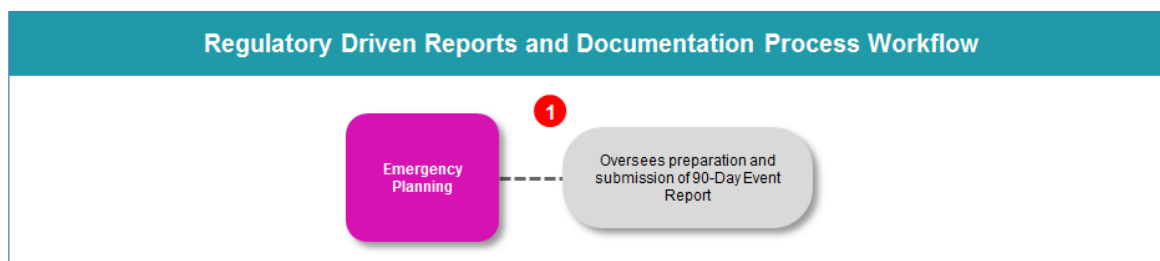 Regulatory Driven Reports and Documentation Process Workflow
1
Emergency
Planning
Oversees preparation and
submission of 90-Day Event
Report